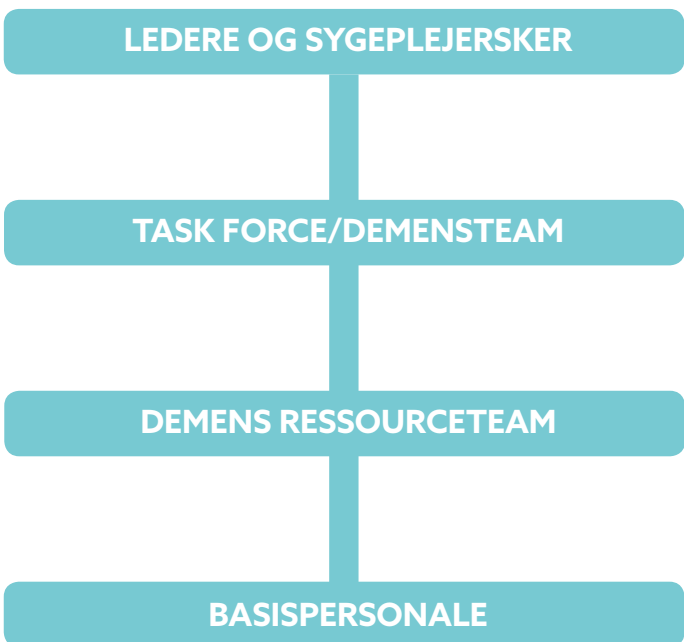 LEDERE OG SYGEPLEJERSKER
TASK FORCE/DEMENSTEAM
DEMENS RESSOURCETEAM
BASISPERSONALE